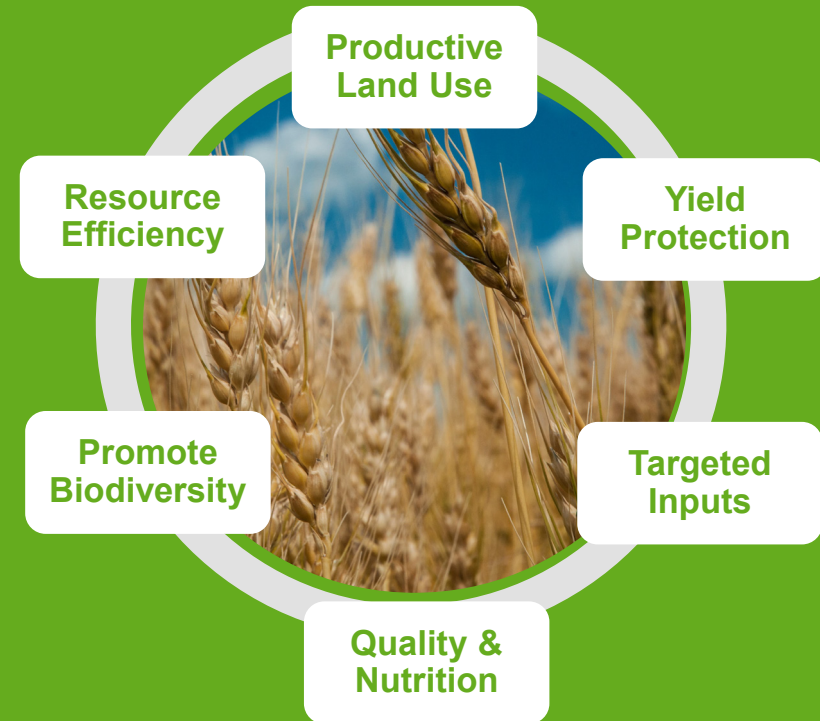 Productive
Land Use
Resource
Efficiency
Yield
Protection
Promote
Biodiversity
Targeted
Inputs
Quality &
Nutrition